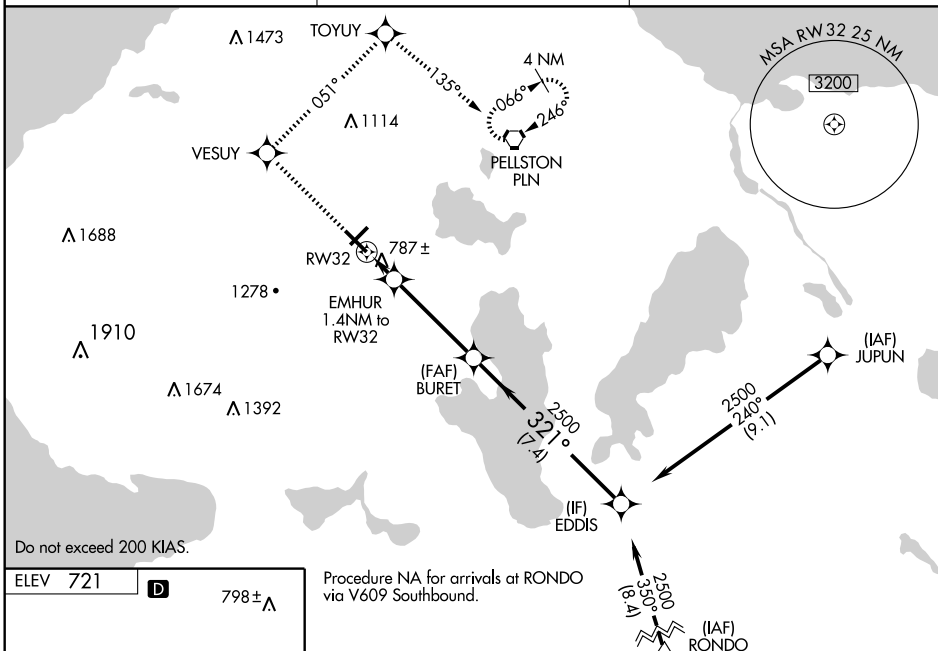 TOYUY
1473
051°
135°
1114
4 NM
066°
246°
PELLSTON
PLN
MSA RW32 25 NM
3200
VESUY
1688
RW32
787 ±
1278
EMHUR
1.4NM to
RW32
1910
(FAF)
BURET
(IAF)
JUPUN
1674
1392
2500
321°
(7.4)
2500
240°
(9.1)
(IF)
EDDIS
Do not exceed 200 KIAS.
ELEV 721
D
798 ±
Procedure NA for arrivals at RONDO
via V609 Southbound.
2500
350°
(8.4)
(IAF)
RONDO